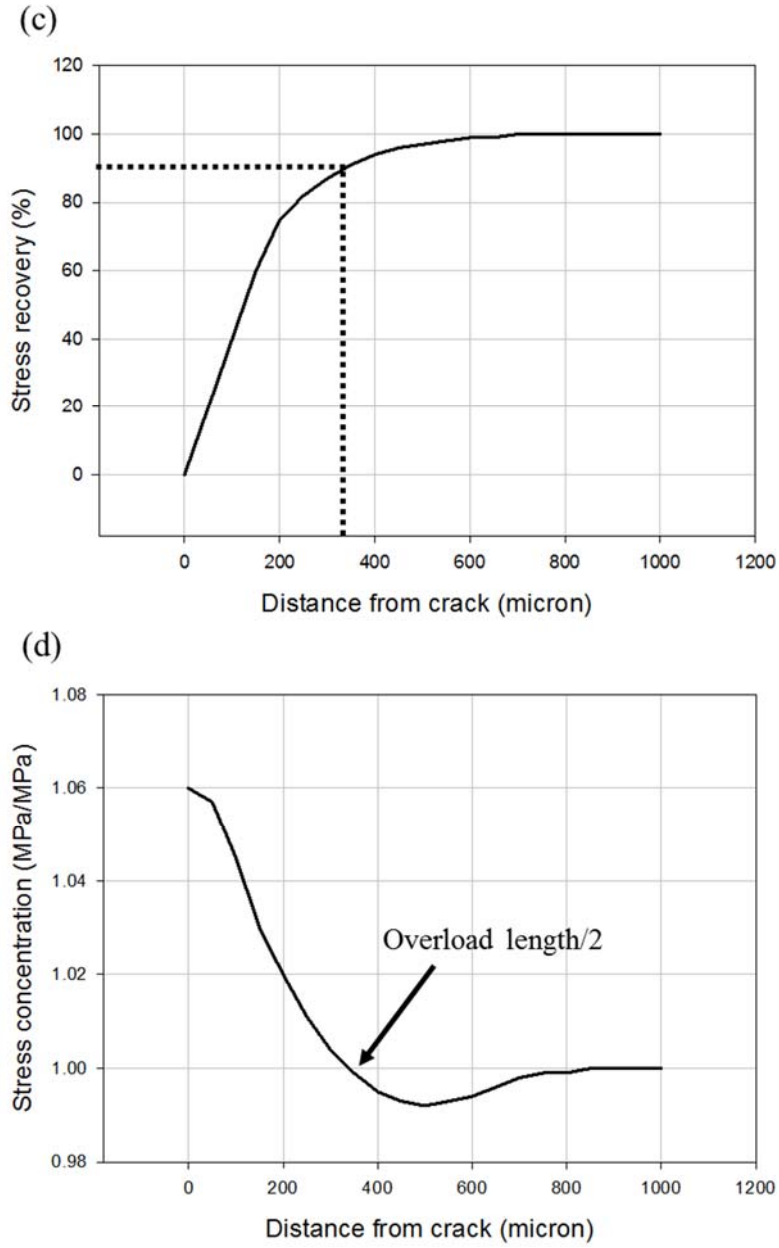 (c)
120
100
80
60
40
20
0
Stress recovery (%)
0 200 400 600 800 1000 1200
Distance from crack (micron)
(d)
1.08
1.06
1.04
1.02
1.00
0.98
Stress concentration (MPa/MPa)
Overload length/2
0 200 400 600 800 1000 1200
Distance from crack (micron)